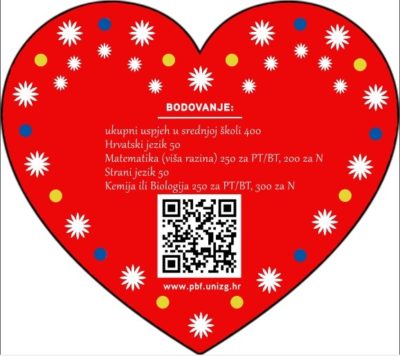 BODOVANJE:
ukupni uspjeh u srednjoj školi 400
Hrvatski jezik 50
Matematika (viša razina) 250 za PT/BT, 200 za N
Strani jezik 50
Kemija ili Biologija 250 za PT/BT, 300 za N
www.pbf.unizg.hr